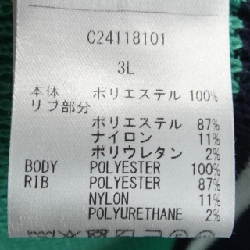 C24118101
3L
本体 ポリエステル 100%
リブ部分
ポリエステル 87%
ナイロン 11%
ポリウレタン 2%
BODY POLYESTER 100%
RIB POLYESTER 87%
NYLON 11%
POLYURETHANE 2%